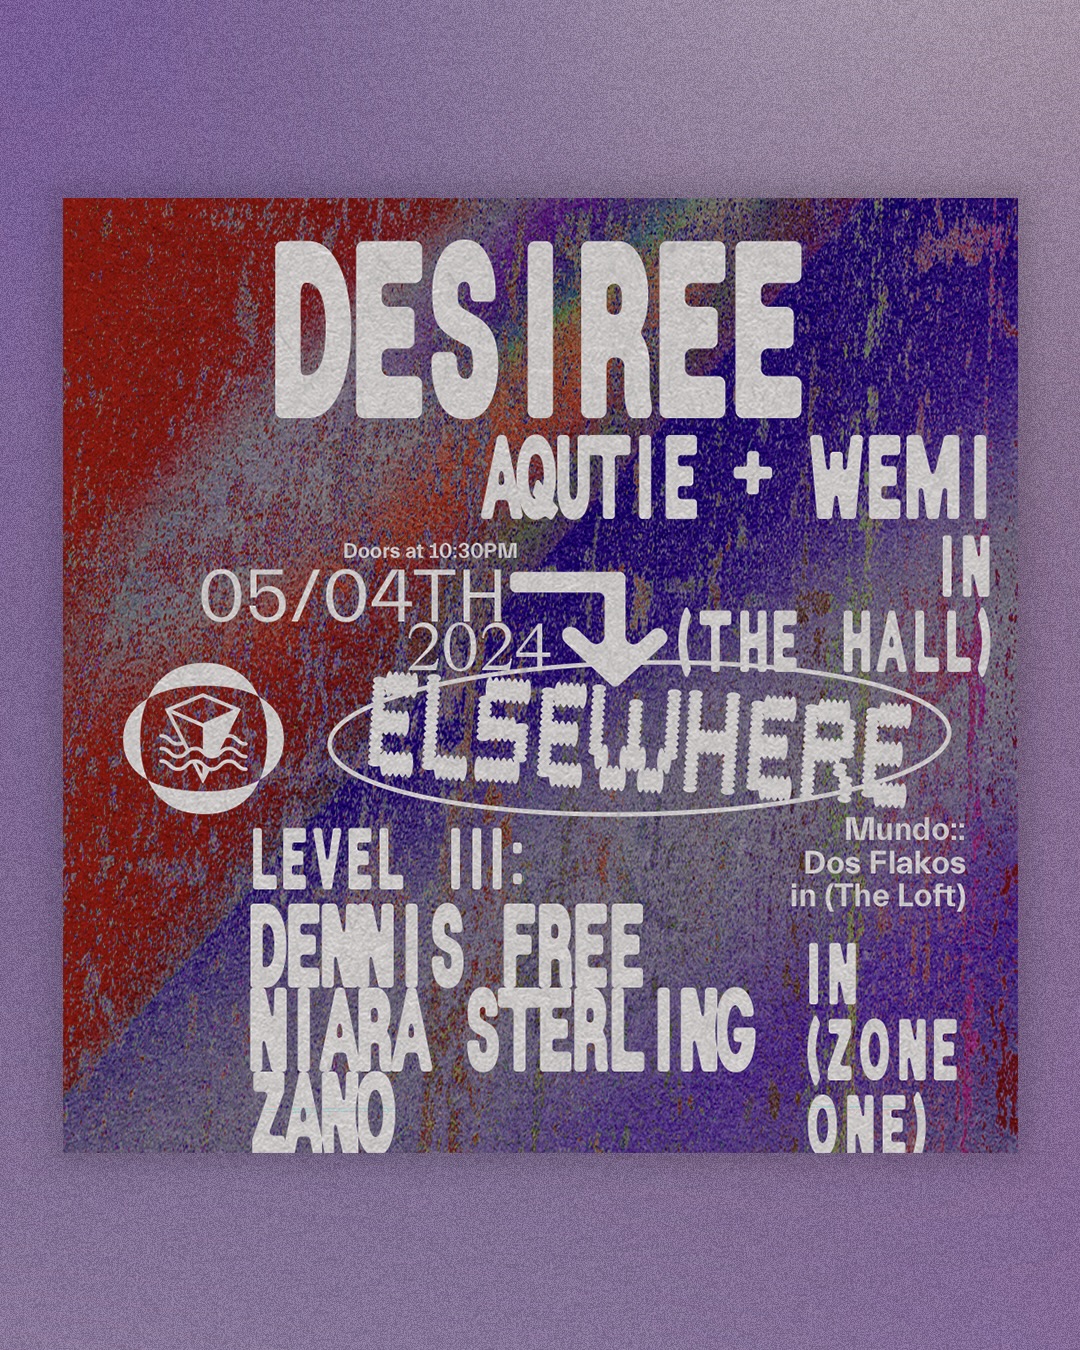 DESIREE
AQUTIE + WEMI
IN
(THE HALL)
Doors at 10:30PM
05/04TH
2024
ELSEWHERE
Mundo::
Dos Flakos
in (The Loft)
LEVEL III:
DENNIS FREE
NIARA STERLING
ZANO
IN
(ZONE
ONE)